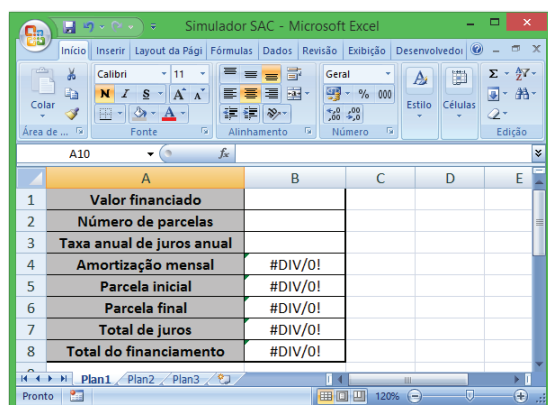 Simulador SAC - Microsoft Excel
Início Inserir Layout da Pági Fórmulas Dados Revisão Exibição Desenvolvedor
Calibri 11 Geral
N I S A A % 000
Colar Estilo Células
Área de ... Fonte Alinhamento Número Edição
A10 fx
A B C D E
1 Valor financiado
2 Número de parcelas
3 Taxa anual de juros anual
4 Amortização mensal #DIV/0!
5 Parcela inicial #DIV/0!
6 Parcela final #DIV/0!
7 Total de juros #DIV/0!
8 Total do financiamento #DIV/0!
Plan1 Plan2 Plan3
Pronto 120%